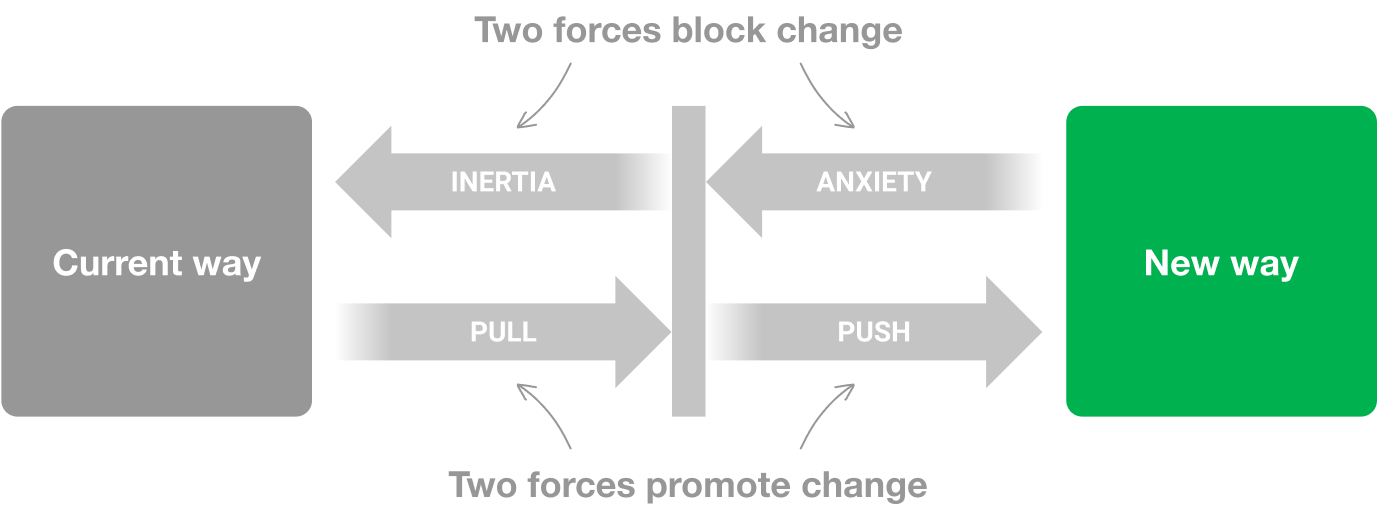 Two forces block change
INERTIA
ANXIETY
Current way
New way
PULL
PUSH
Two forces promote change